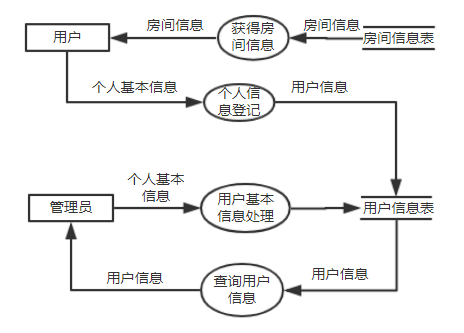 房间信息
获得房
间信息
房间信息
用户
房间信息表
个人基本信息
个人信
息登记
用户信息
个人基本
信息
管理员
用户基本
信息处理
用户信息表
用户信息
查询用户
信息
用户信息